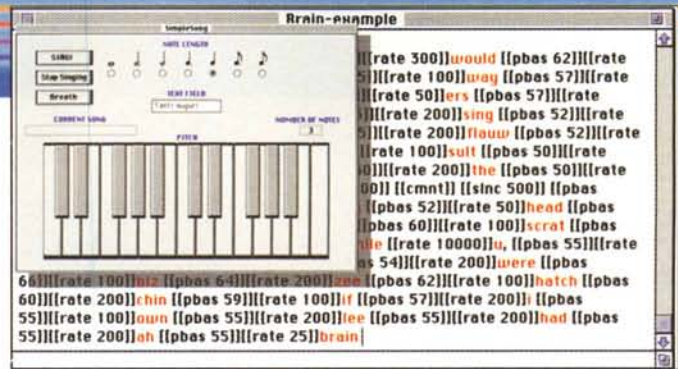 Brain-example
SimpleSong
NOTE LENGTH
SING!
Stop Singing
Breath
TEXT FIELD
Tanti auguri
CURRENT SONG
NUMBER OF NOTES
3
PITCH
[[rate 300]]would [[pbas 62]][[rate
[[rate 100]]way [[pbas 57]][[rate
[[rate 50]]ers [[pbas 57]][[rate
[[rate 200]]sing [[pbas 52]][[rate
[[rate 200]]flauw [[pbas 52]][[rate
[[rate 100]]sult [[pbas 50]][[rate
[[rate 200]]the [[pbas 50]][[rate
]] [[cmnt]] [[slnc 500]] [[pbas
[[pbas 52]][[rate 50]]head [[pbas
[[pbas 60]][[rate 100]]scrat [[pbas
[[rate 10000]]u, [[pbas 55]][[rate
54]][[rate 200]]were [[pbas
66]][[rate 100]]biz [[pbas 64]][[rate 200]]zee [[pbas 62]][[rate 100]]hatch [[pbas
60]][[rate 200]]chin [[pbas 59]][[rate 100]]if [[pbas 57]][[rate 200]]i [[pbas
55]][[rate 100]]own [[pbas 55]][[rate 200]]lee [[pbas 55]][[rate 200]]had [[pbas
55]][[rate 200]]ah [[pbas 55]][[rate 25]]brain